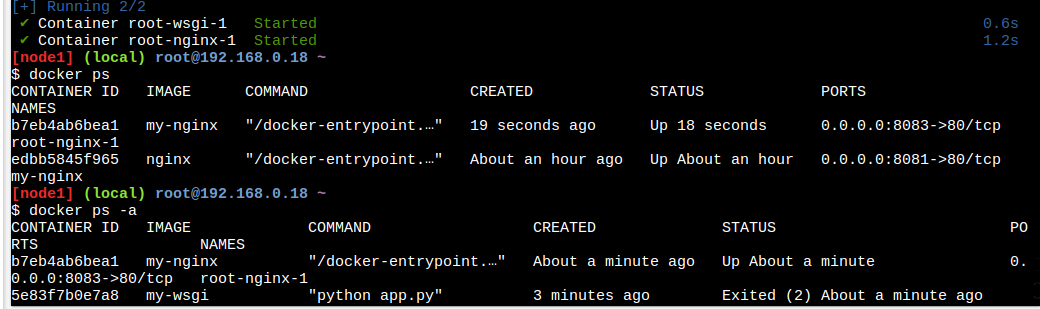 [+] Running 2/2
✔ Container root-wsgi-1   Started   0.6s
✔ Container root-nginx-1  Started   1.2s
[node1] (local) root@192.168.0.18 ~
$ docker ps
CONTAINER ID   IMAGE      COMMAND                  CREATED             STATUS             PORTS
NAMES
b7eb4ab6bea1   my-nginx   "/docker-entrypoint.…"   19 seconds ago      Up 18 seconds      0.0.0.0:8083->80/tcp
root-nginx-1
edbb5845f965   nginx      "/docker-entrypoint.…"   About an hour ago   Up About an hour   0.0.0.0:8081->80/tcp
my-nginx
[node1] (local) root@192.168.0.18 ~
$ docker ps -a
CONTAINER ID   IMAGE             COMMAND                  CREATED              STATUS                          PO
RTS                  NAMES
b7eb4ab6bea1   my-nginx          "/docker-entrypoint.…"   About a minute ago   Up About a minute               0.
0.0.0:8083->80/tcp   root-nginx-1
5e83f7b0e7a8   my-wsgi           "python app.py"          3 minutes ago        Exited (2) About a minute ago